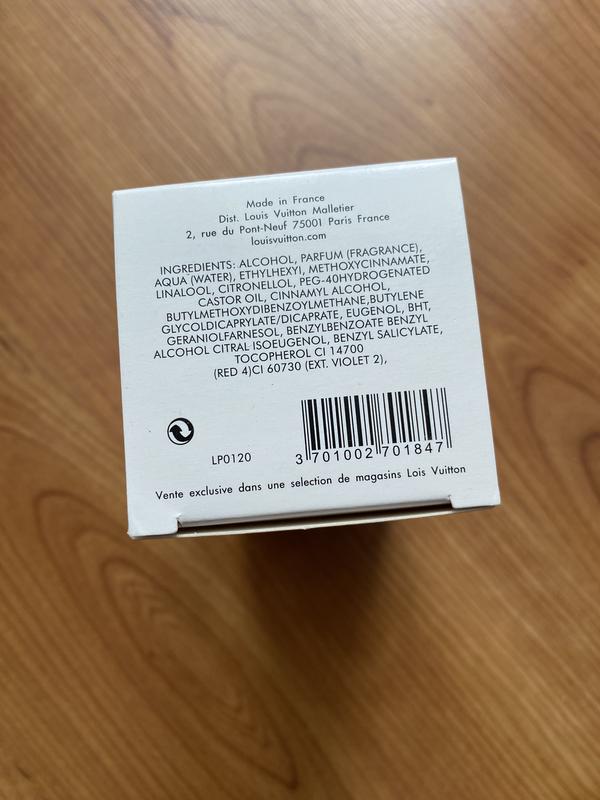 Made in France
Dist. Louis Vuitton Malletier
2, rue du Pont-Neuf 75001 Paris France
louisvuitton.com
INGREDIENTS: ALCOHOL, PARFUM (FRAGRANCE),
AQUA (WATER), ETHYLHEXYI, METHOXYCINNAMATE,
LINALOOL, CITRONELLOL, PEG-40HYDROGENATED
CASTOR OIL, CINNAMYL ALCOHOL,
BUTYLMETHOXYDIBENZOYLMETHANE,BUTYLENE
GLYCOLDICAPRYLATE/DICAPRATE, EUGENOL, BHT,
GERANIOLFARNESOL, BENZYLBENZOATE BENZYL
ALCOHOL CITRAL ISOEUGENOL, BENZYL SALICYLATE,
TOCOPHEROL CI 14700
(RED 4)CI 60730 (EXT. VIOLET 2),
LP0120
3 701002 701847
Vente exclusive dans une selection de magasins Lois Vuitton